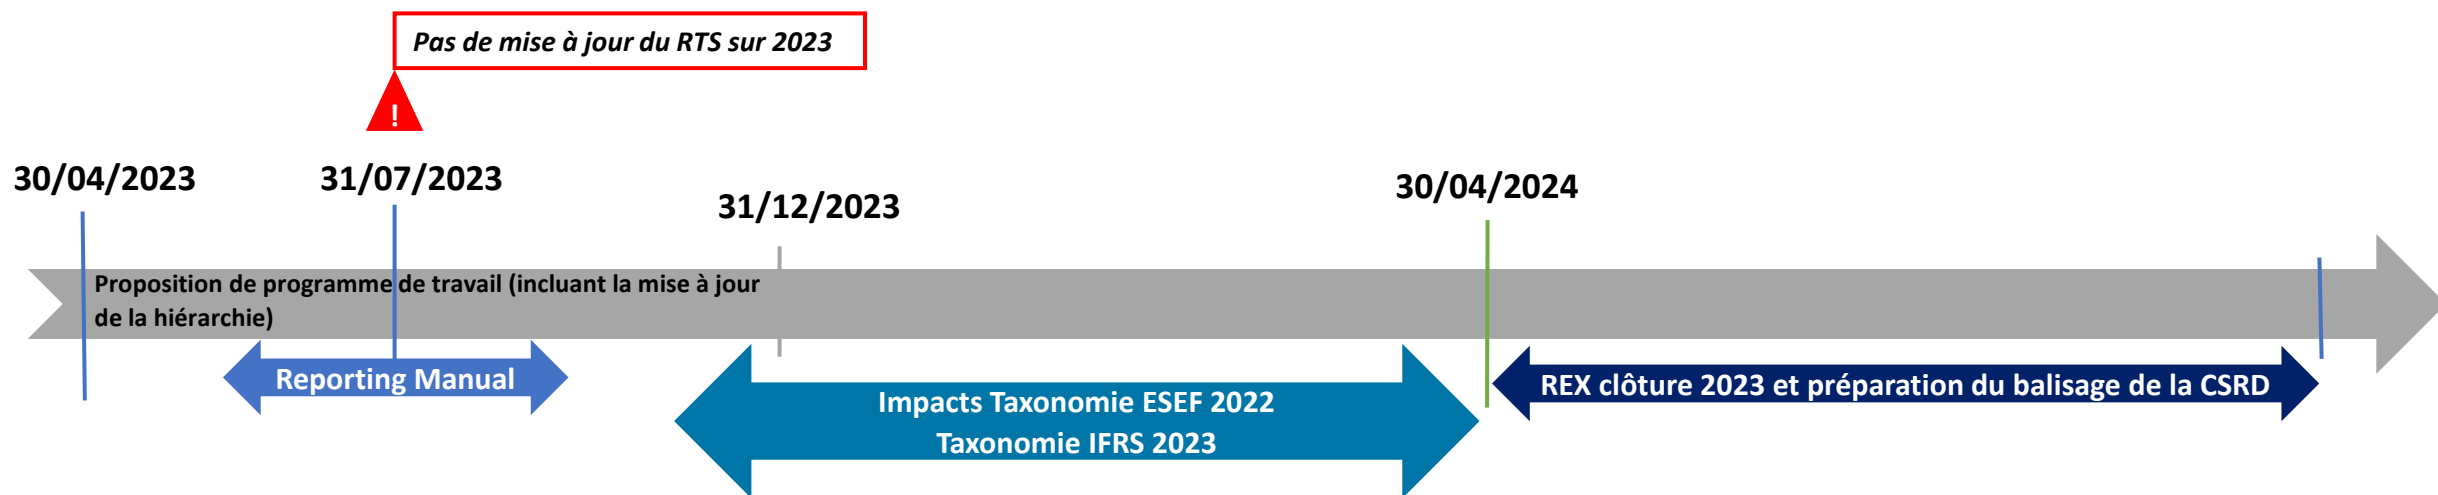 Pas de mise à jour du RTS sur 2023
!
30/04/2023
31/07/2023
31/12/2023
30/04/2024
Proposition de programme de travail (incluant la mise à jour
de la hiérarchie)
Reporting Manual
Impacts Taxonomie ESEF 2022
Taxonomie IFRS 2023
REX clôture 2023 et préparation du balisage de la CSRD